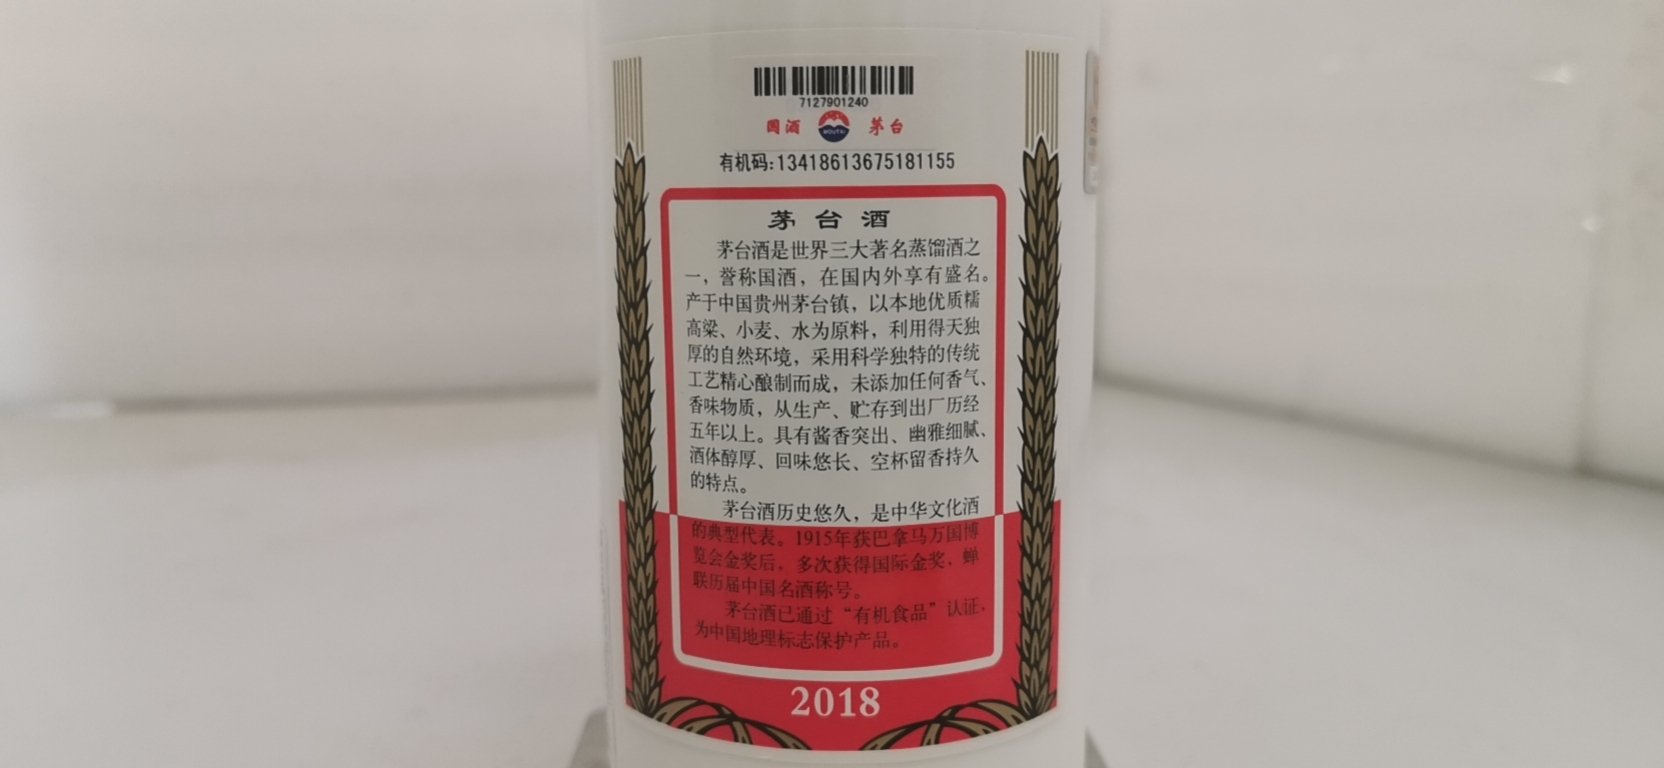 7127901240
国酒 MOUTAI 茅台
有机码:13418613675181155
茅台酒
茅台酒是世界三大著名蒸馏酒之
一，誉称国酒，在国内外享有盛名。
产于中国贵州茅台镇，以本地优质糯
高粱、小麦、水为原料，利用得天独
厚的自然环境，采用科学独特的传统
工艺精心酿制而成，未添加任何香气、
香味物质，从生产、贮存到出厂历经
五年以上。具有酱香突出、幽雅细腻、
酒体醇厚、回味悠长、空杯留香持久
的特点。
茅台酒历史悠久，是中华文化酒
的典型代表。1915年获巴拿马万国博
览会金奖后，多次获得国际金奖，蝉
联历届中国名酒称号。
茅台酒已通过“有机食品”认证，
为中国地理标志保护产品。
2018